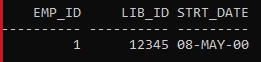 EMP_ID LIB_ID STRT_DATE
---------- ---------- ---------
1 12345 08-MAY-00